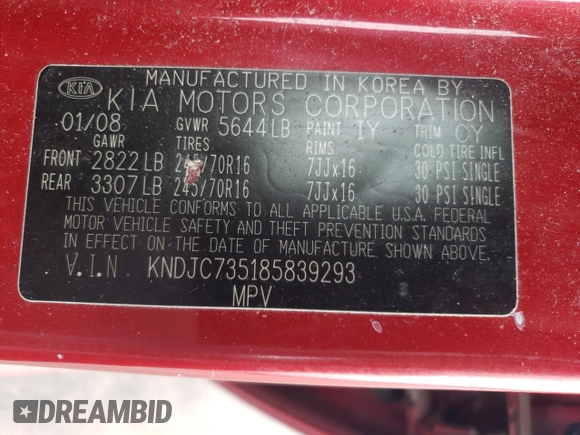 MANUFACTURED IN KOREA BY
KIA KIA MOTORS CORPORATION
01/08 GVWR 5644LB PAINT IY TRIM CY
GAWR TIRES RIMS COLD TIRE INFL
FRONT 2822LB 245/70R16 7JJx16 30 PSI SINGLE
REAR 3307LB 245/70R16 7JJx16 30 PSI SINGLE
THIS VEHICLE CONFORMS TO ALL APPLICABLE U.S.A. FEDERAL
MOTOR VEHICLE SAFETY AND THEFT PREVENTION STANDARDS
IN EFFECT ON THE DATE OF MANUFACTURE SHOWN ABOVE.
V.I.N KNDJC735185839293
MPV
DREAMBID